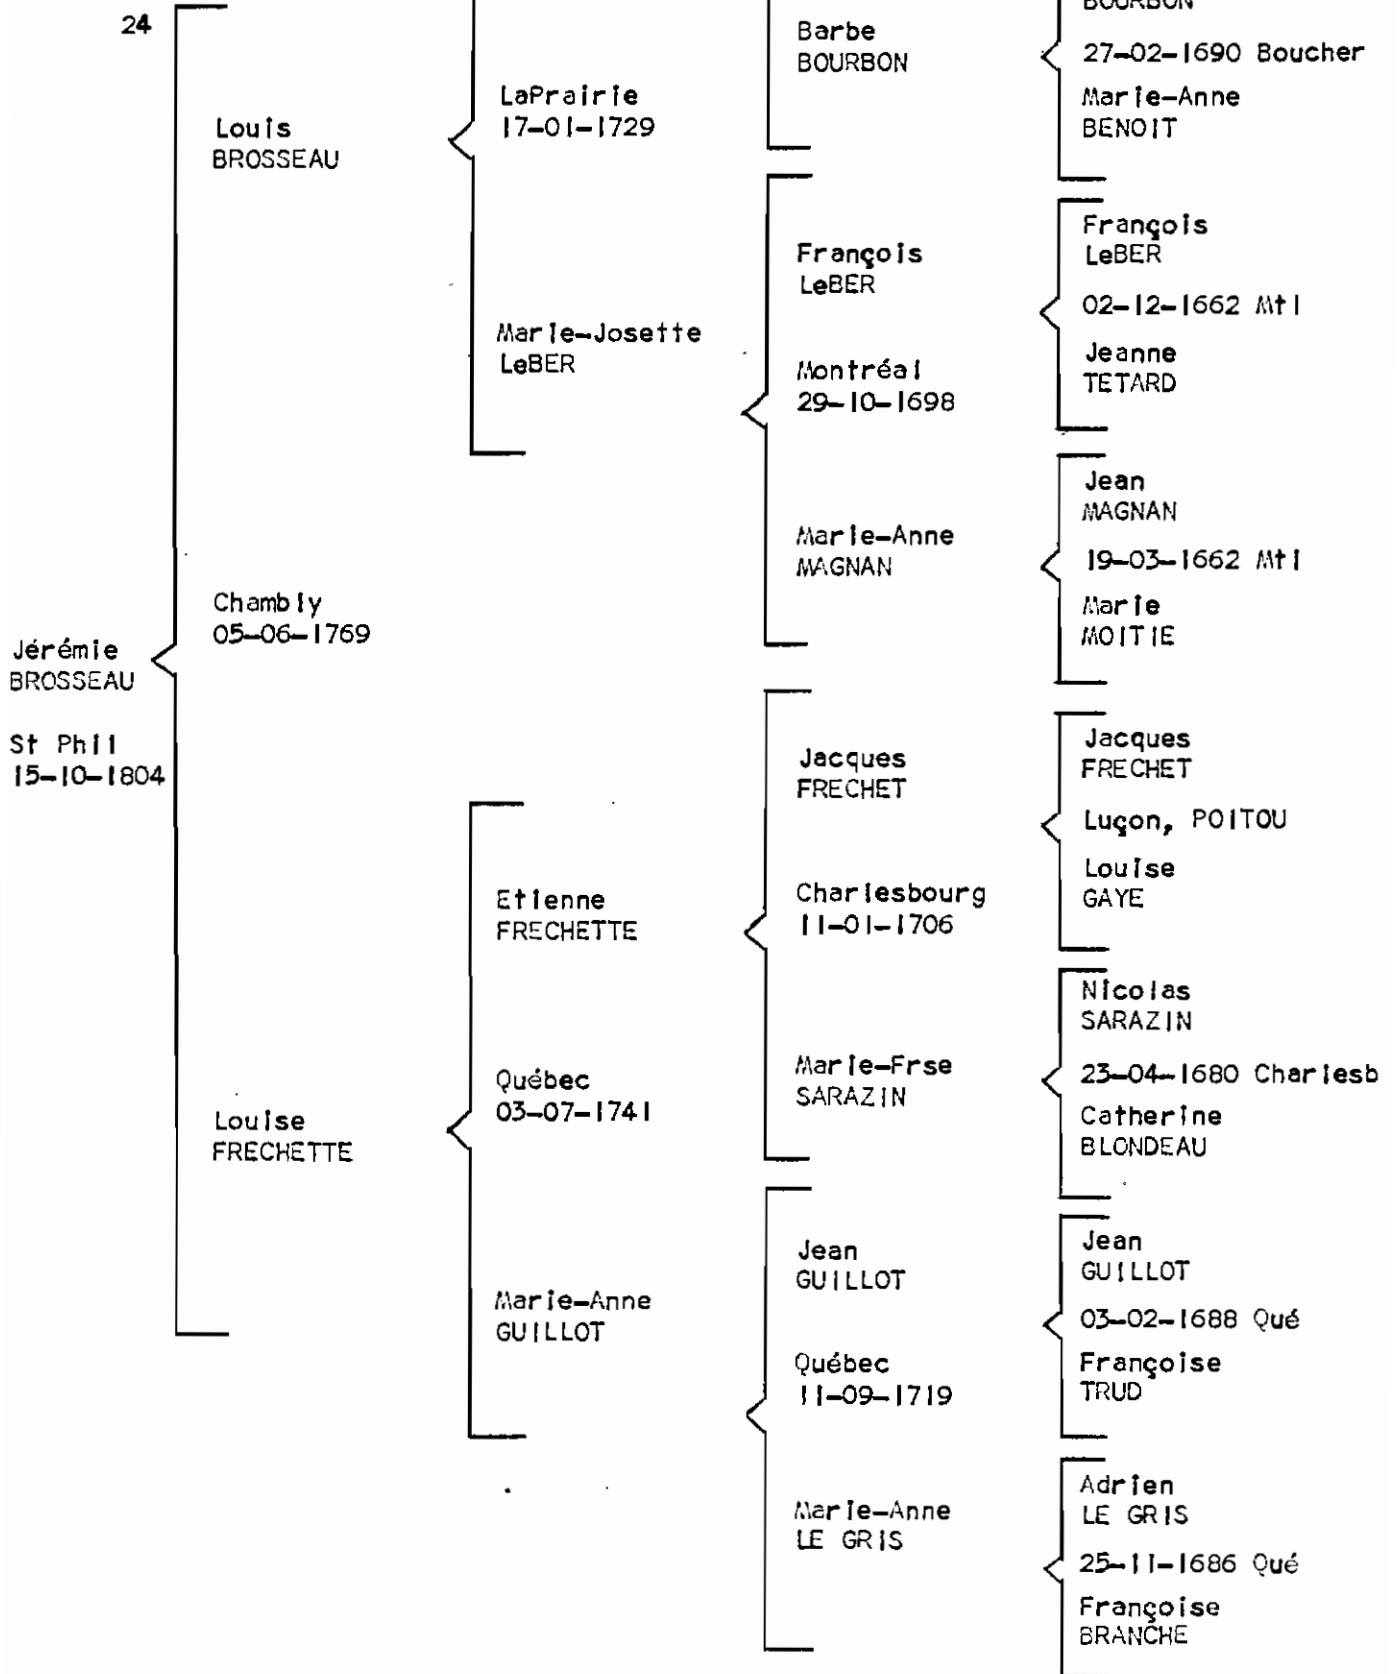 24
Jérémie
BROSSEAU
St Phil
15-10-1804
Louis
BROSSEAU
Chambly
05-06-1769
Louise
FRECHETTE
LaPrairie
17-01-1729
Marie-Josette
LeBER
Etienne
FRECHETTE
Québec
03-07-1741
Marie-Anne
GUILLOT
Barbe
BOURBON
François
LeBER
Montréal
29-10-1698
Marie-Anne
MAGNAN
Jacques
FRECHET
Charlesbourg
11-01-1706
Marie-Frse
SARAZIN
Jean
GUILLOT
Québec
11-09-1719
Marie-Anne
LE GRIS
BOURBON
27-02-1690 Boucher
Marie-Anne
BENOIT
François
LeBER
02-12-1662 Mtl
Jeanne
TETARD
Jean
MAGNAN
19-03-1662 Mtl
Marie
MOITIE
Jacques
FRECHET
Luçon, POITOU
Louise
GAYE
Nicolas
SARAZIN
23-04-1680 Charlesb
Catherine
BLONDEAU
Jean
GUILLOT
03-02-1688 Qué
Françoise
TRUD
Adrien
LE GRIS
25-11-1686 Qué
Françoise
BRANCHE